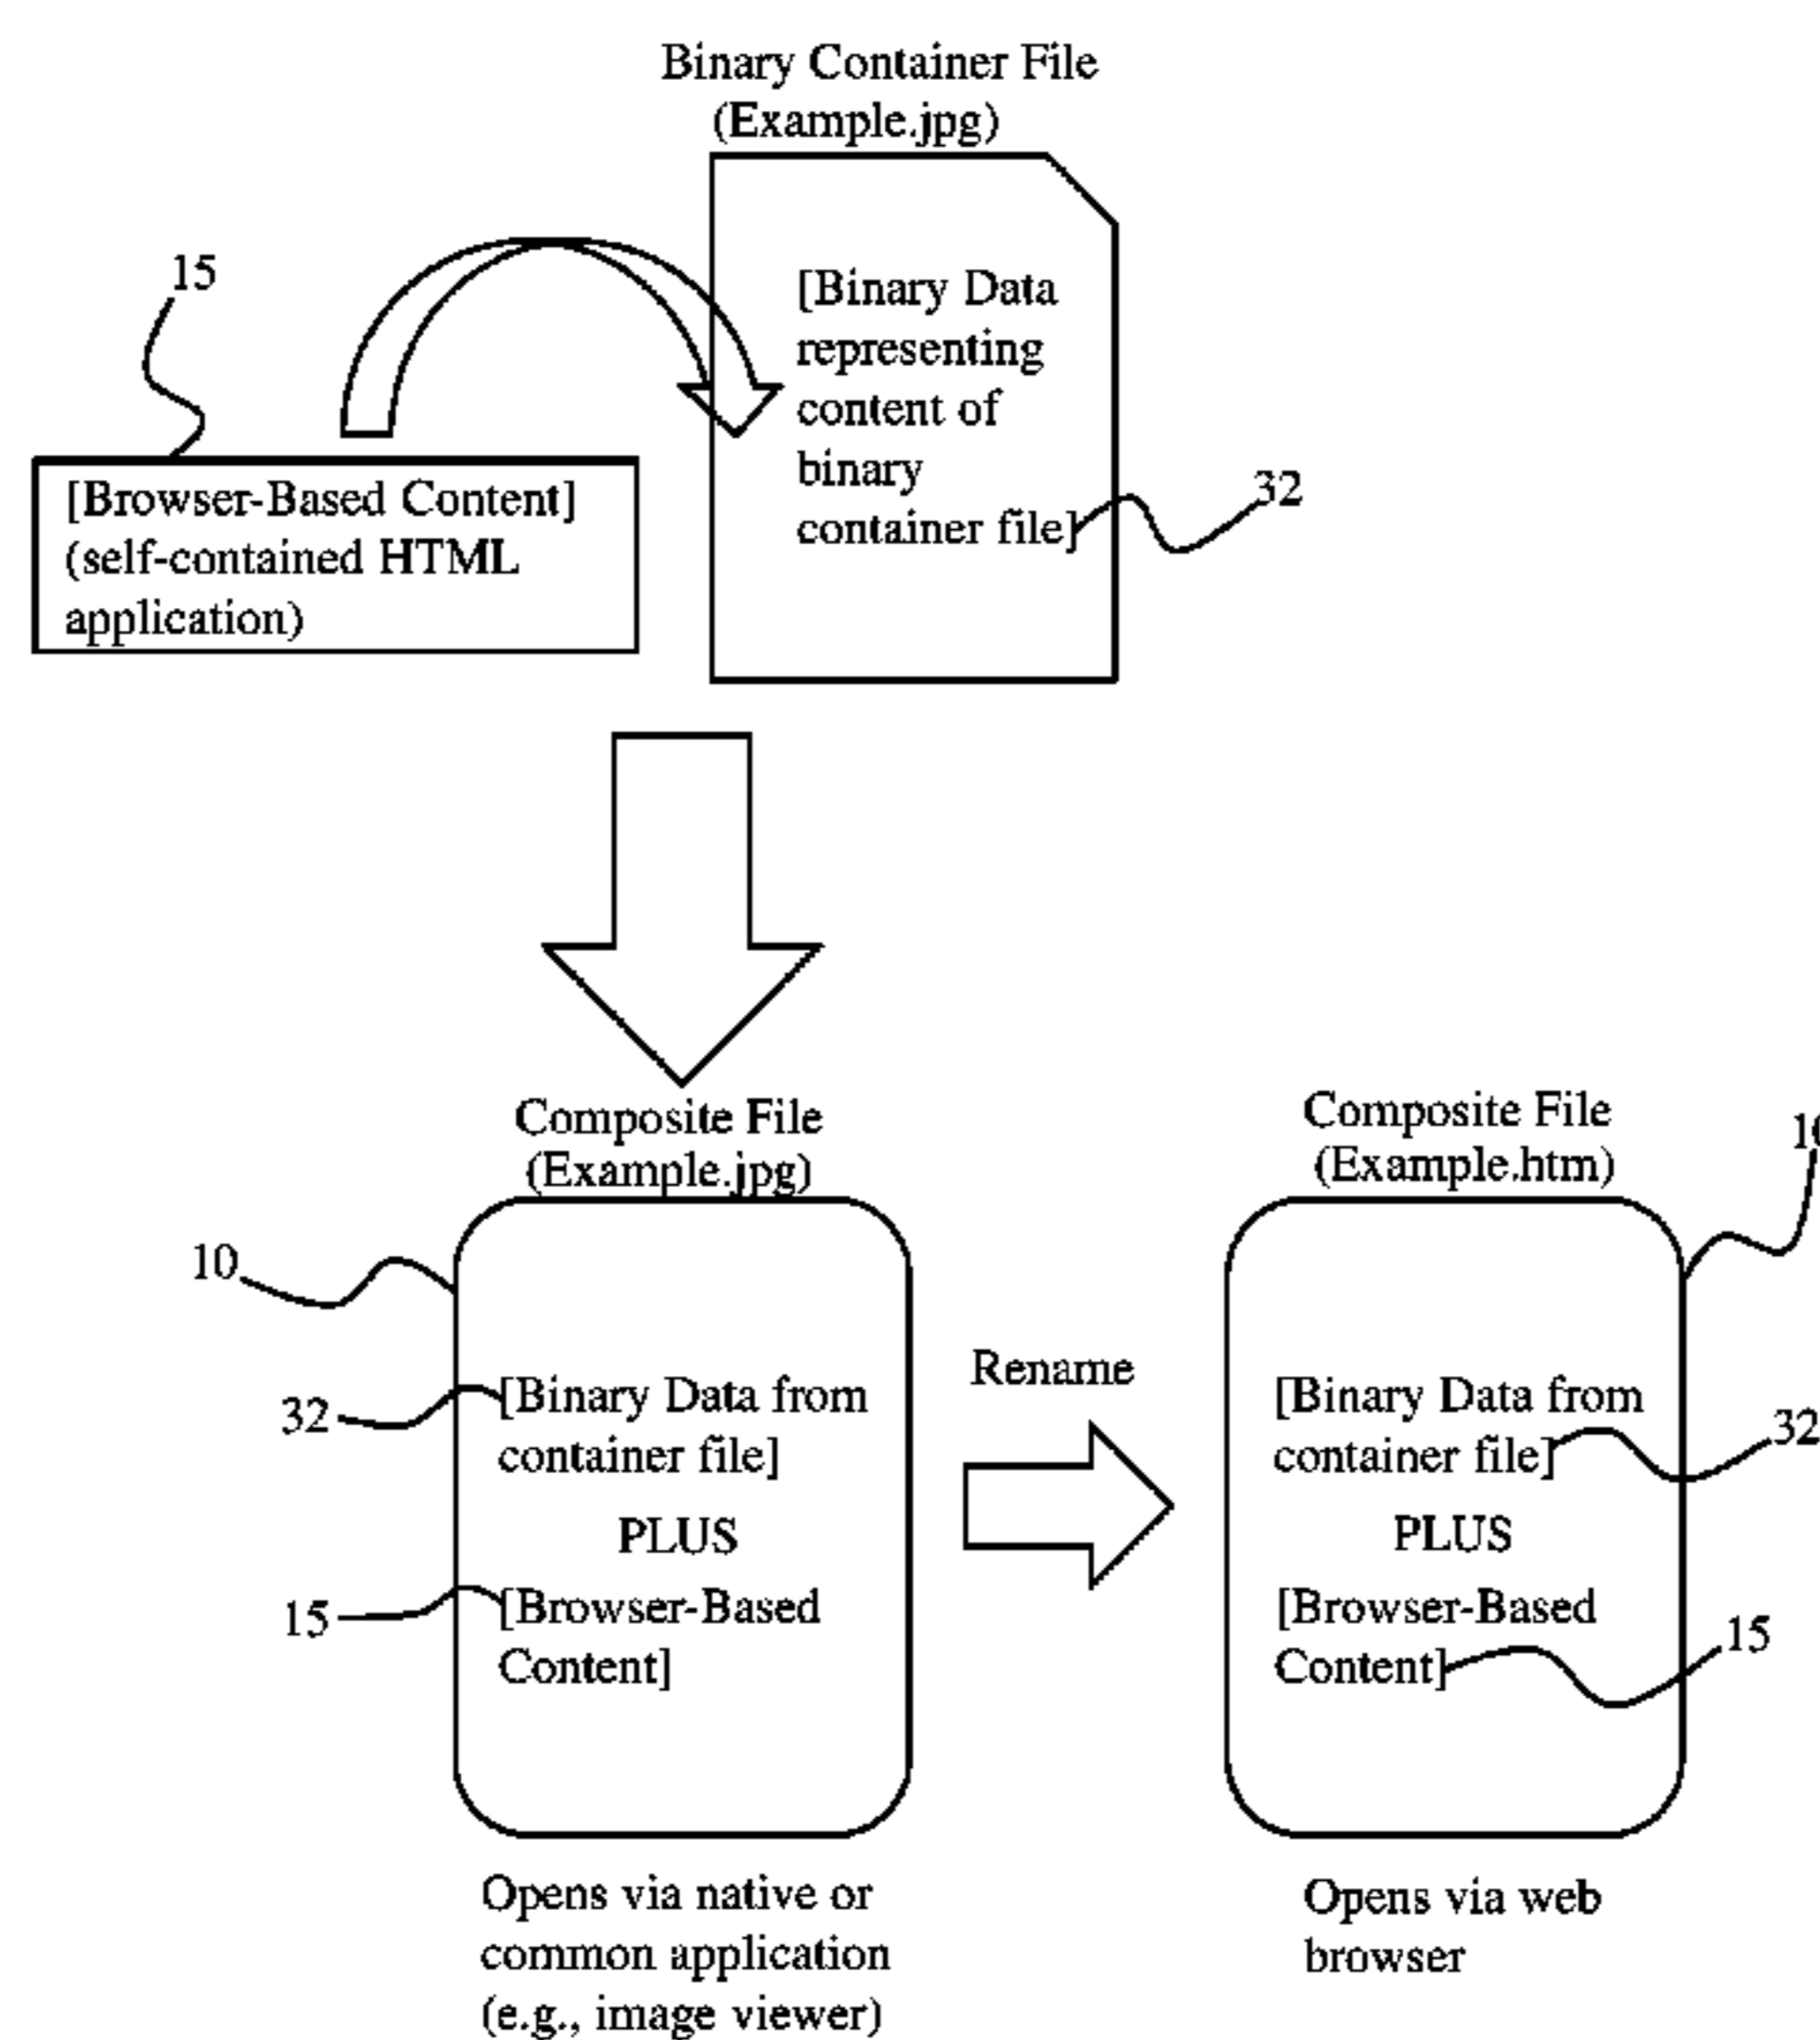 Binary Container File
(Example.jpg)
15
[Binary Data
representing
content of
binary
container file]
32
[Browser-Based Content]
(self-contained HTML
application)
Composite File
(Example.jpg)
10
32
[Binary Data from
container file]
PLUS
15
[Browser-Based
Content]
Opens via native or
common application
(e.g., image viewer)
Rename
Composite File
(Example.htm)
[Binary Data from
container file]
32
PLUS
[Browser-Based
Content]
15
Opens via web
browser